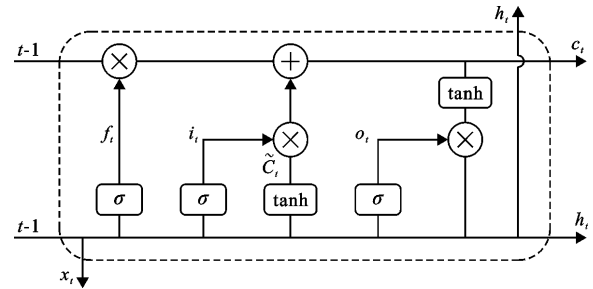 h_t
t-1 × + c_t
tanh
f_t i_t × o_t ×
C̃_t
σ σ tanh σ
t-1 h_t
x_t